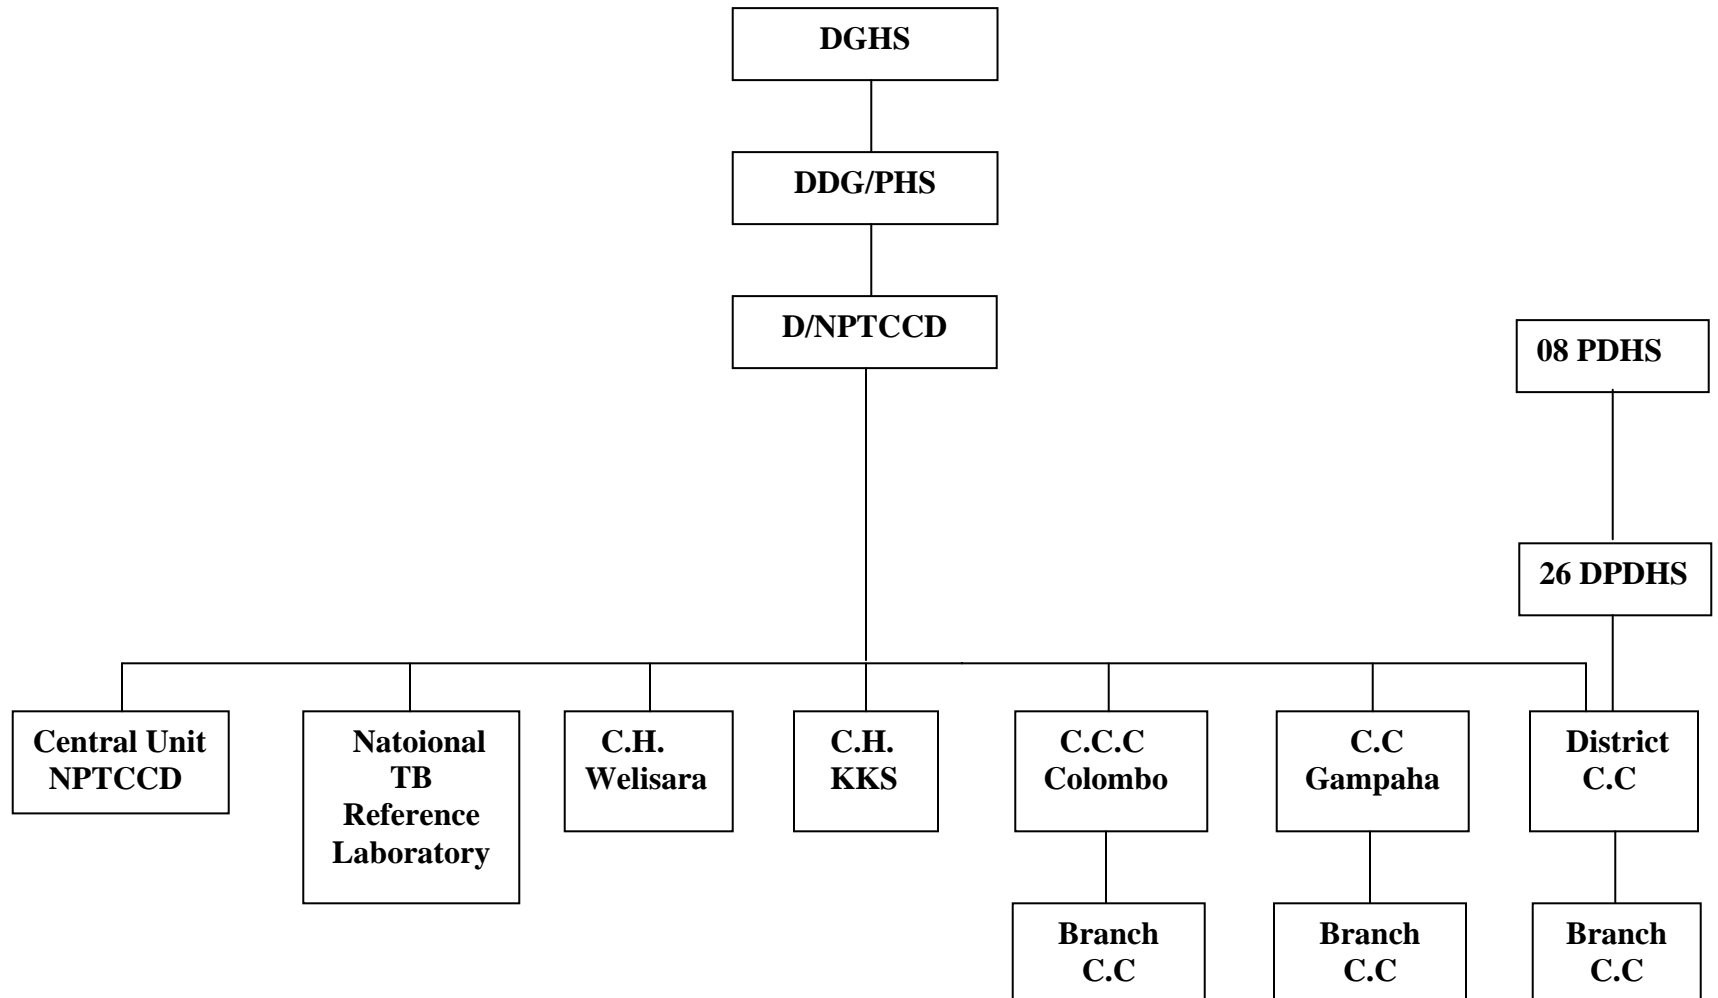 DGHS
DDG/PHS
D/NPTCCD
08 PDHS
26 DPDHS
Central Unit
NPTCCD
Natoional
TB
Reference
Laboratory
C.H.
Welisara
C.H.
KKS
C.C.C
Colombo
C.C
Gampaha
District
C.C
Branch
C.C
Branch
C.C
Branch
C.C